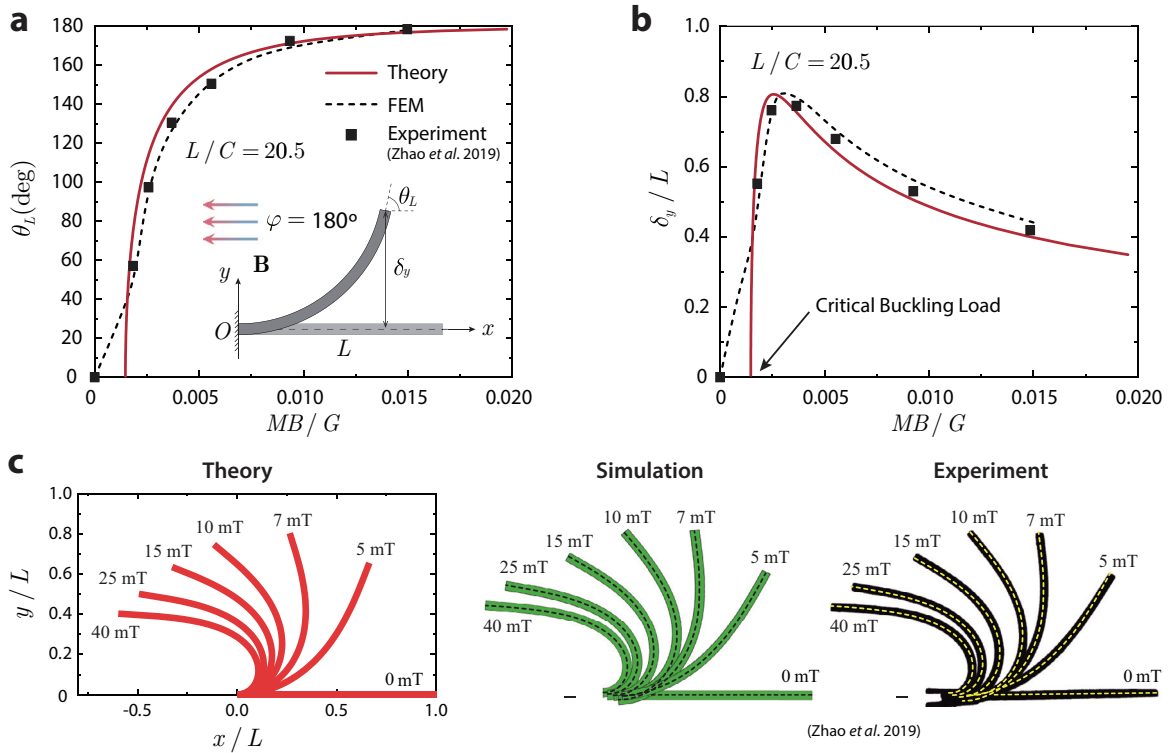 a
180
160
140
120
100
80
60
40
20
0
θ_L(deg)
Theory
FEM
Experiment
(Zhao et al. 2019)
L / C = 20.5
φ = 180º
B
θ_L
δ_y
y
O
L
x
0 0.005 0.010 0.015 0.020
MB / G
b
1.0
0.8
0.6
0.4
0.2
0
δ_y / L
L / C = 20.5
Critical Buckling Load
0 0.005 0.010 0.015 0.020
MB / G
c
Theory
1.0
0.8
0.6
0.4
0.2
0
y / L
10 mT
7 mT
15 mT
5 mT
25 mT
40 mT
0 mT
-0.5 0.0 0.5 1.0
x / L
Simulation
10 mT
7 mT
15 mT
5 mT
25 mT
40 mT
0 mT
Experiment
10 mT
7 mT
15 mT
5 mT
25 mT
40 mT
0 mT
(Zhao et al. 2019)